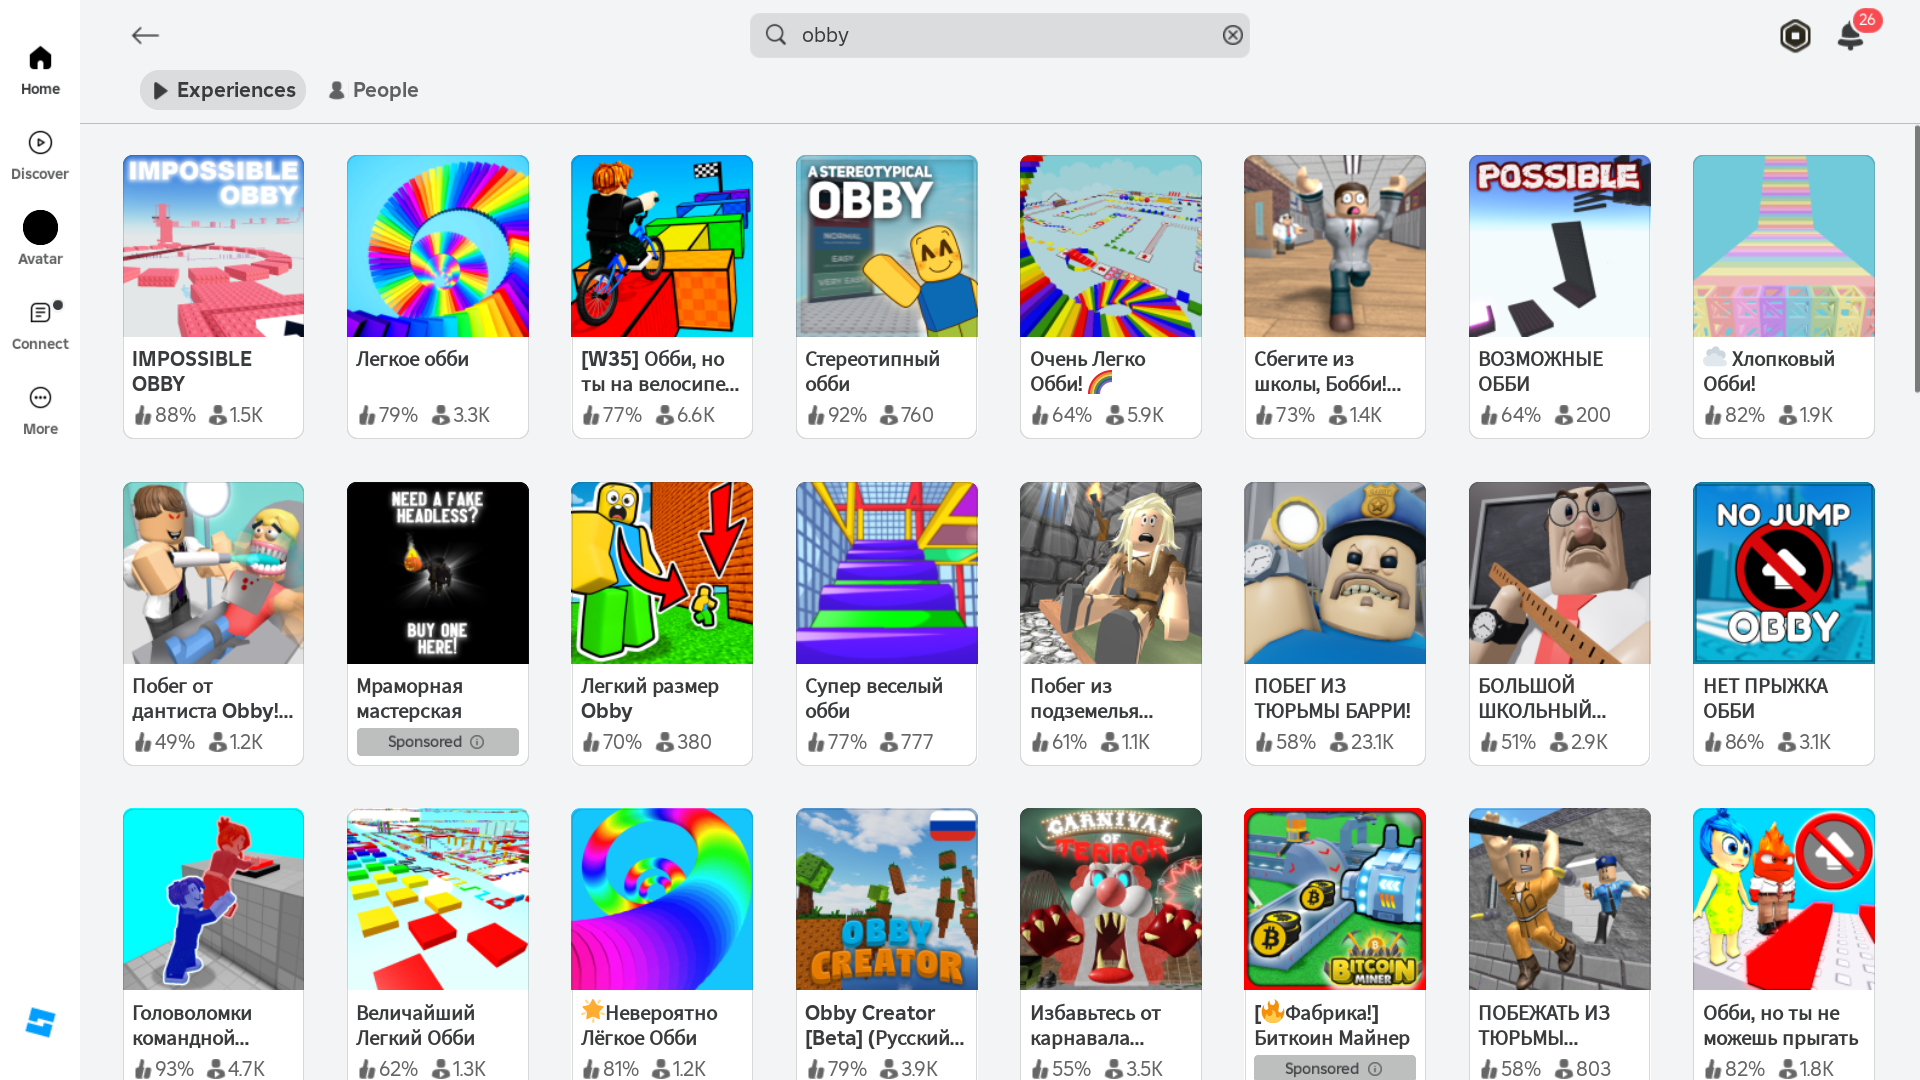 obby
26
Experiences
People
Home
Discover
Avatar
Connect
More
IMPOSSIBLE
OBBY
A STEREOTYPICAL
OBBY
NORMAL
EASY
VERY EASY
POSSIBLE
IMPOSSIBLE
OBBY
88% 1.5K
Легкое обби
79% 3.3K
[W35] Обби, но
ты на велосипе...
77% 6.6K
Стереотипный
обби
92% 760
Очень Легко
Обби! 🌈
64% 5.9K
Сбегите из
школы, Бобби!...
73% 1.4K
ВОЗМОЖНЫЕ
ОББИ
64% 200
☁️ Хлопковый
Обби!
82% 1.9K
NEED A FAKE
HEADLESS?
BUY ONE
HERE!
NO JUMP
OBBY
Побег от
дантиста Obby!...
49% 1.2K
Мраморная
мастерская
Sponsored
Легкий размер
Obby
70% 380
Супер веселый
обби
77% 777
Побег из
подземелья...
61% 1.1K
ПОБЕГ ИЗ
ТЮРЬМЫ БАРРИ!
58% 23.1K
БОЛЬШОЙ
ШКОЛЬНЫЙ...
51% 2.9K
НЕТ ПРЫЖКА
ОББИ
86% 3.1K
OBBY
CREATOR
CARNIVAL
OF
TERROR
BITCOIN
MINER
Головоломки
командной...
93% 4.7K
Величайший
Легкий Обби
62% 1.3K
🌟Невероятно
Лёгкое Обби
81% 1.2K
Obby Creator
[Beta] (Русский...
79% 3.9K
Избавьтесь от
карнавала...
55% 3.5K
[🔥Фабрика!]
Биткоин Майнер
Sponsored
ПОБЕЖАТЬ ИЗ
ТЮРЬМЫ...
58% 803
Обби, но ты не
можешь прыгать
82% 1.8K